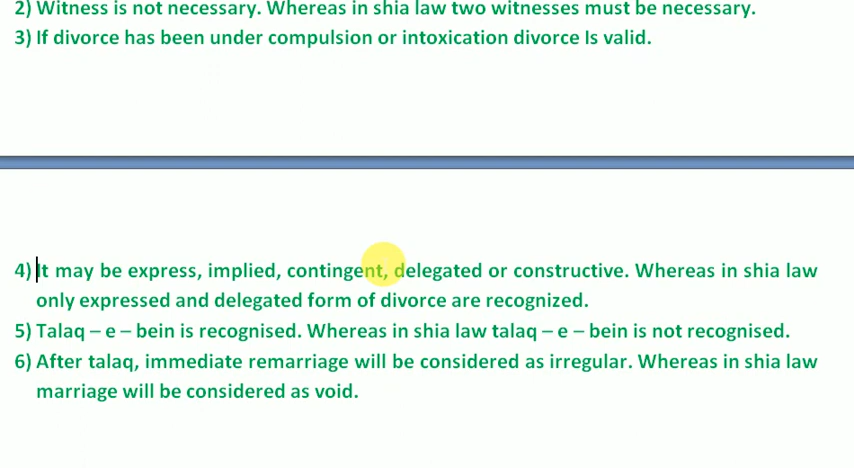 2) Witness is not necessary. Whereas in shia law two witnesses must be necessary.
3) If divorce has been under compulsion or intoxication divorce Is valid.
4) It may be express, implied, contingent, delegated or constructive. Whereas in shia law
only expressed and delegated form of divorce are recognized.
5) Talaq – e – bein is recognised. Whereas in shia law talaq – e – bein is not recognised.
6) After talaq, immediate remarriage will be considered as irregular. Whereas in shia law
marriage will be considered as void.